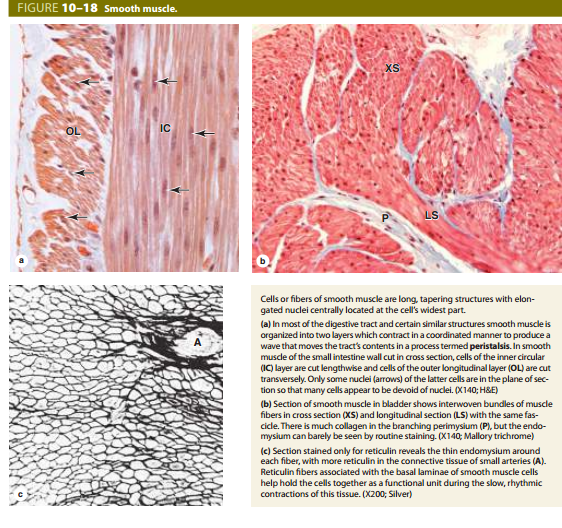 FIGURE 10–18 Smooth muscle.
OL
IC
a
XS
P
LS
b
A
c
Cells or fibers of smooth muscle are long, tapering structures with elon-
gated nuclei centrally located at the cell's widest part.
(a) In most of the digestive tract and certain similar structures smooth muscle is
organized into two layers which contract in a coordinated manner to produce a
wave that moves the tract's contents in a process termed peristalsis. In smooth
muscle of the small intestine wall cut in cross section, cells of the inner circular
(IC) layer are cut lengthwise and cells of the outer longitudinal layer (OL) are cut
transversely. Only some nuclei (arrows) of the latter cells are in the plane of sec-
tion so that many cells appear to be devoid of nuclei. (X140; H&E)
(b) Section of smooth muscle in bladder shows interwoven bundles of muscle
fibers in cross section (XS) and longitudinal section (LS) with the same fas-
cicle. There is much collagen in the branching perimysium (P), but the endo-
mysium can barely be seen by routine staining. (X140; Mallory trichrome)
(c) Section stained only for reticulin reveals the thin endomysium around
each fiber, with more reticulin in the connective tissue of small arteries (A).
Reticulin fibers associated with the basal laminae of smooth muscle cells
help hold the cells together as a functional unit during the slow, rhythmic
contractions of this tissue. (X200; Silver)